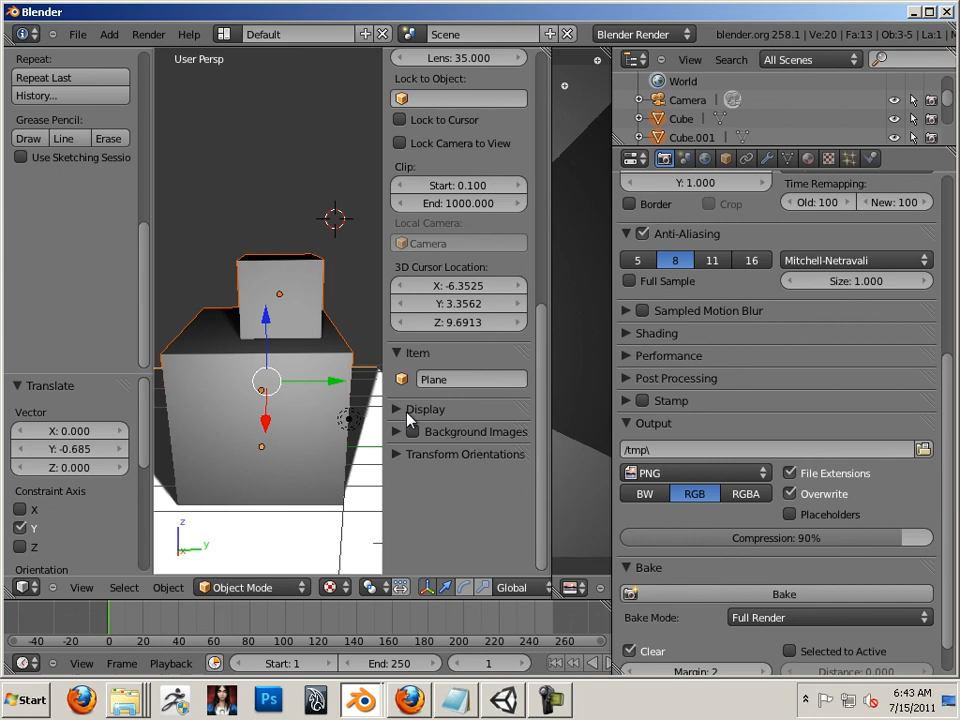 Blender
File Add Render Window Help Default Scene Blender Render blender.org 258.1 | Ve:20 | Fa:13 | Ob:3-5 | La:1 |
Repeat:
Repeat Last
History...
Grease Pencil:
Draw Line Erase
Use Sketching Sessio
Translate
Vector
X: 0.000
Y: -0.685
Z: 0.000
Constraint Axis
X
Y
Z
Orientation
User Persp
z
y
x
Lens: 35.000
Lock to Object:
Lock to Cursor
Lock Camera to View
Clip:
Start: 0.100
End: 1000.000
Local Camera:
Camera
3D Cursor Location:
X: -6.3525
Y: 3.3562
Z: 9.6913
Item
Plane
Display
Background Images
Transform Orientations
View Select Object Object Mode Global
-40 -20 0 20 40 60 80 100 120 140 160 180 200 220 240 260
View Frame Playback Start: 1 End: 250 1
View Search All Scenes
World
Camera
Cube
Cube.001
Y: 1.000
Border Crop
Time Remapping:
Old: 100 New: 100
Anti-Aliasing
5 8 11 16 Mitchell-Netravali
Full Sample Size: 1.000
Sampled Motion Blur
Shading
Performance
Post Processing
Stamp
Output
/tmp\
PNG File Extensions
BW RGB RGBA Overwrite
Placeholders
Compression: 90%
Bake
Bake
Bake Mode: Full Render
Clear Selected to Active
Margin: 2 Distance: 0.000
Start Ps 6:43 AM
7/15/2011